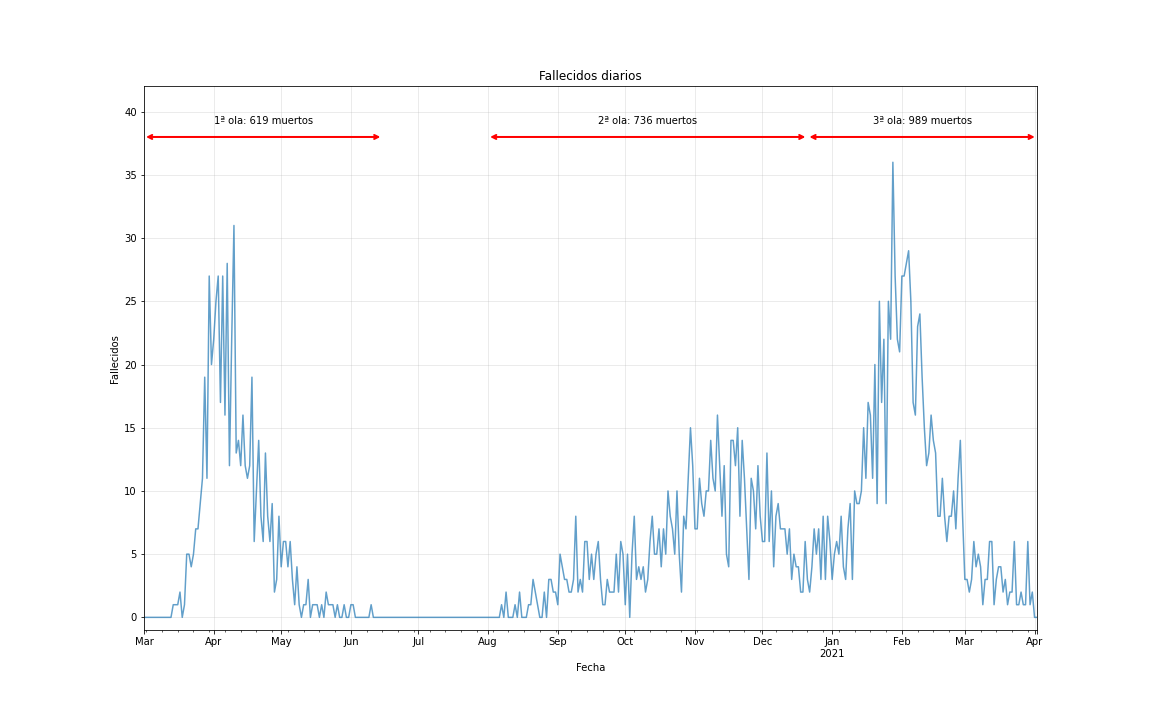 Fallecidos diarios
40
1ª ola: 619 muertos
2ª ola: 736 muertos
3ª ola: 989 muertos
35
30
25
20
15
10
5
0
Fallecidos
Mar
Apr
May
Jun
Jul
Aug
Sep
Oct
Nov
Dec
Jan
2021
Feb
Mar
Apr
Fecha